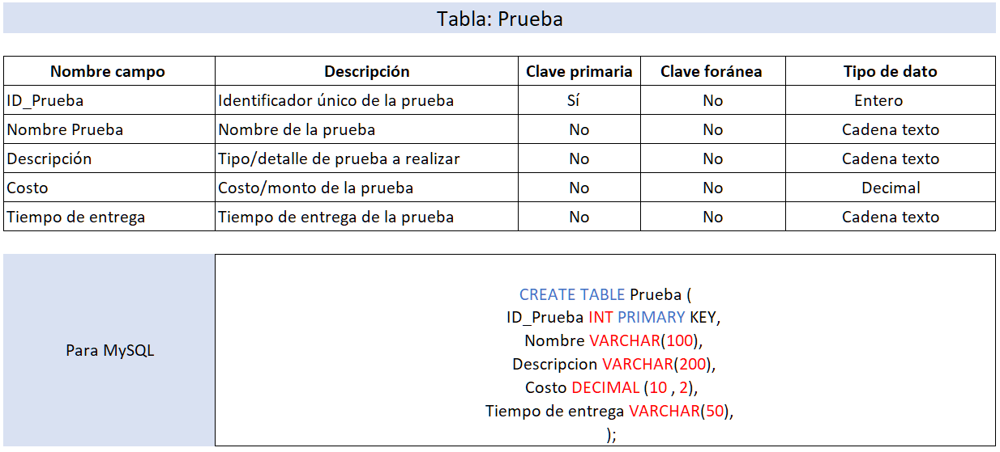 Tabla: Prueba
Nombre campo Descripción Clave primaria Clave foránea Tipo de dato
ID_Prueba Identificador único de la prueba Sí No Entero
Nombre Prueba Nombre de la prueba No No Cadena texto
Descripción Tipo/detalle de prueba a realizar No No Cadena texto
Costo Costo/monto de la prueba No No Decimal
Tiempo de entrega Tiempo de entrega de la prueba No No Cadena texto
Para MySQL
CREATE TABLE Prueba (
ID_Prueba INT PRIMARY KEY,
Nombre VARCHAR(100),
Descripcion VARCHAR(200),
Costo DECIMAL (10 , 2),
Tiempo de entrega VARCHAR(50),
);